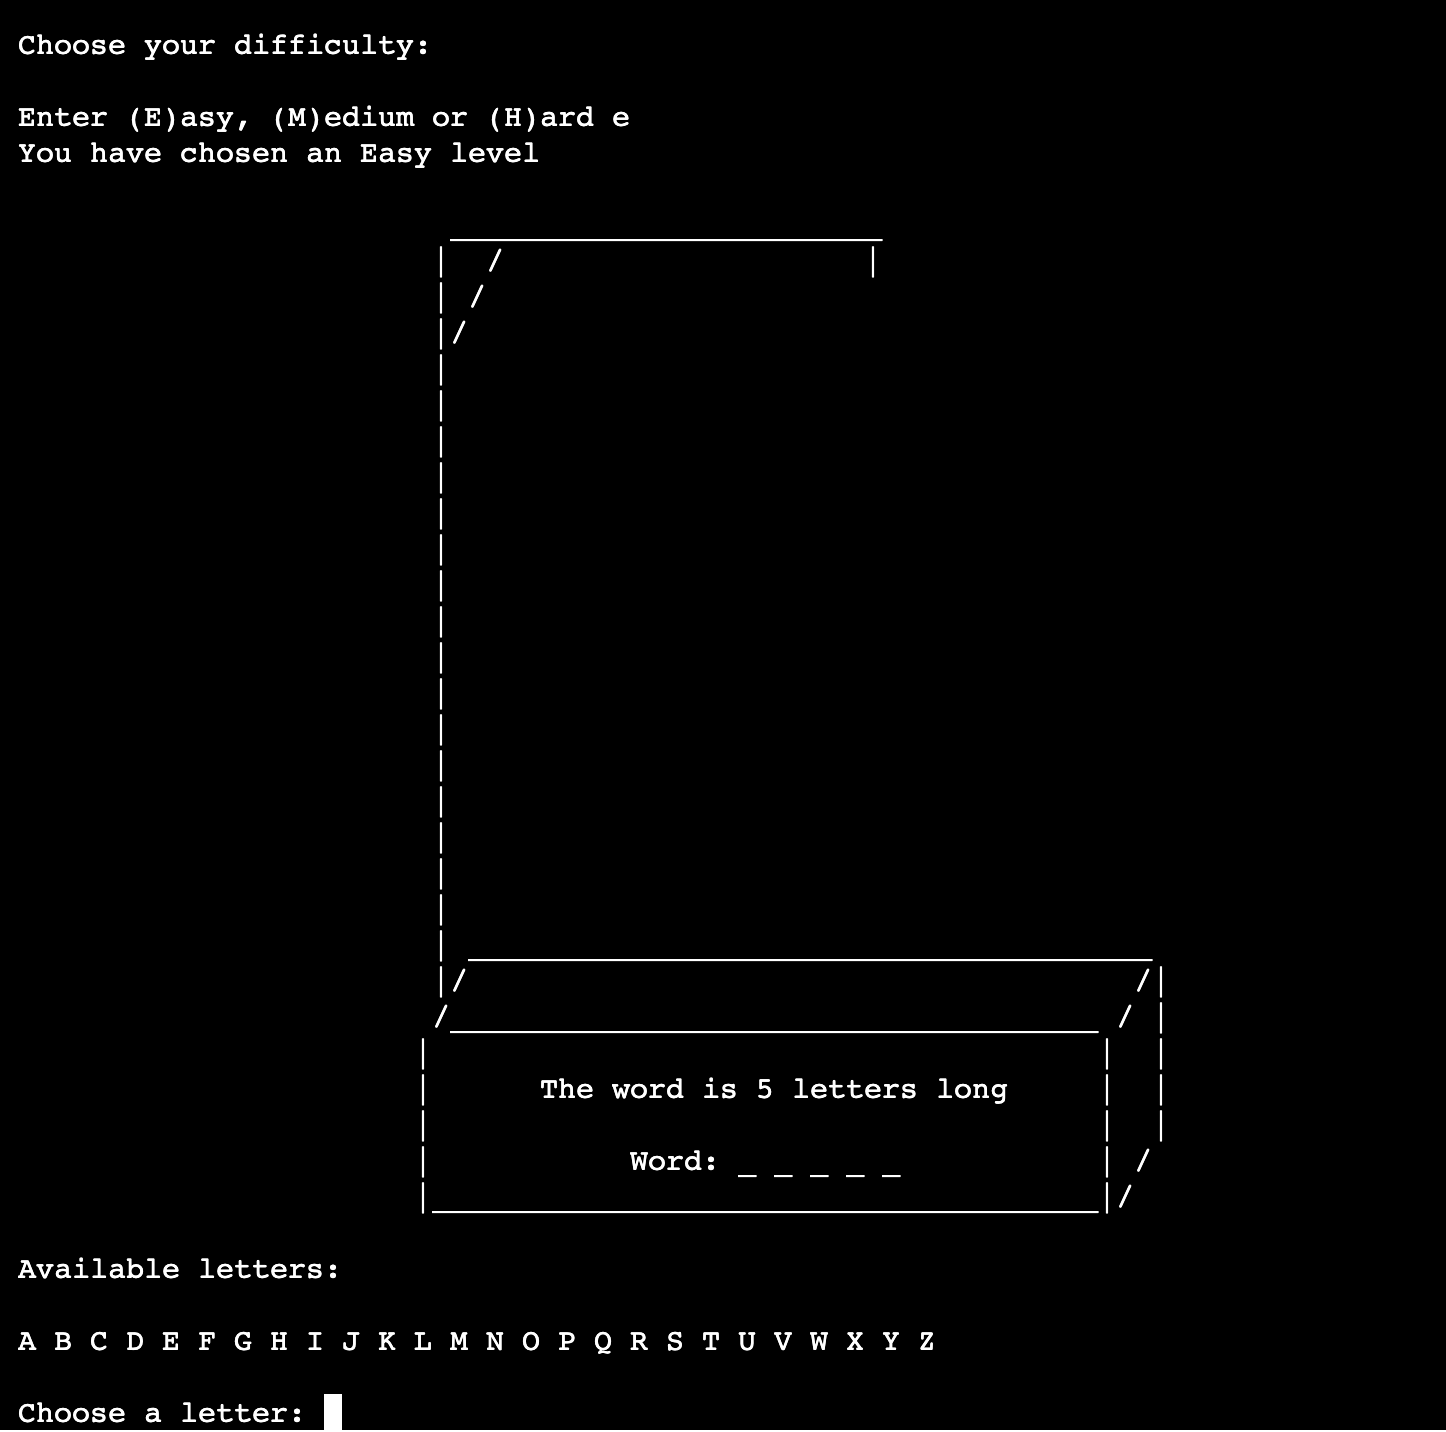 Choose your difficulty:
Enter (E)asy, (M)edium or (H)ard e
You have chosen an Easy level
The word is 5 letters long
Word: _ _ _ _ _
Available letters:
A B C D E F G H I J K L M N O P Q R S T U V W X Y Z
Choose a letter: